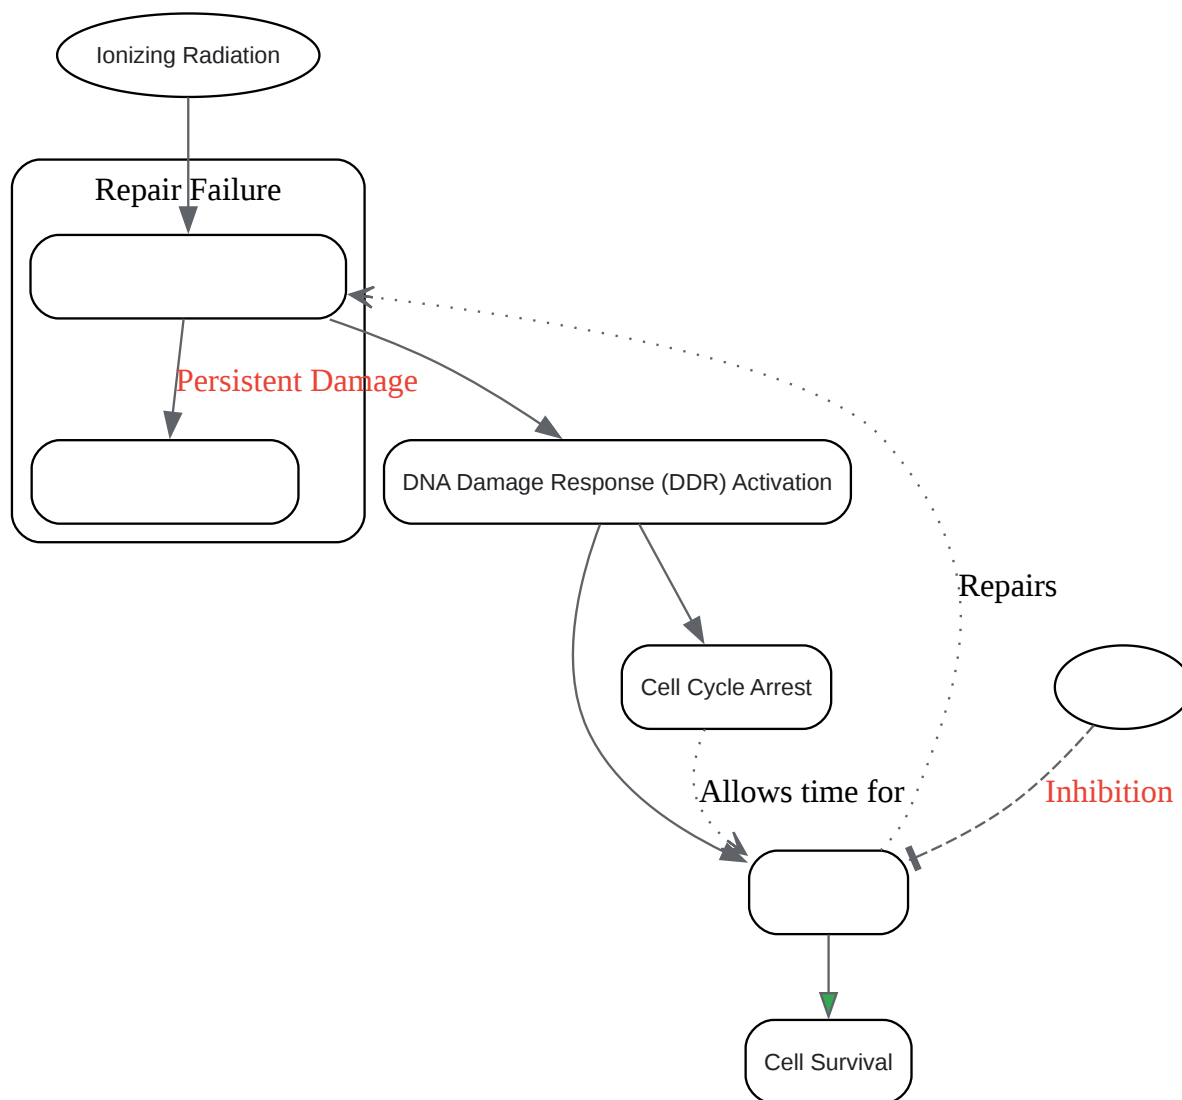 Ionizing Radiation
Repair Failure
Persistent Damage
DNA Damage Response (DDR) Activation
Repairs
Cell Cycle Arrest
Allows time for
Inhibition
Cell Survival